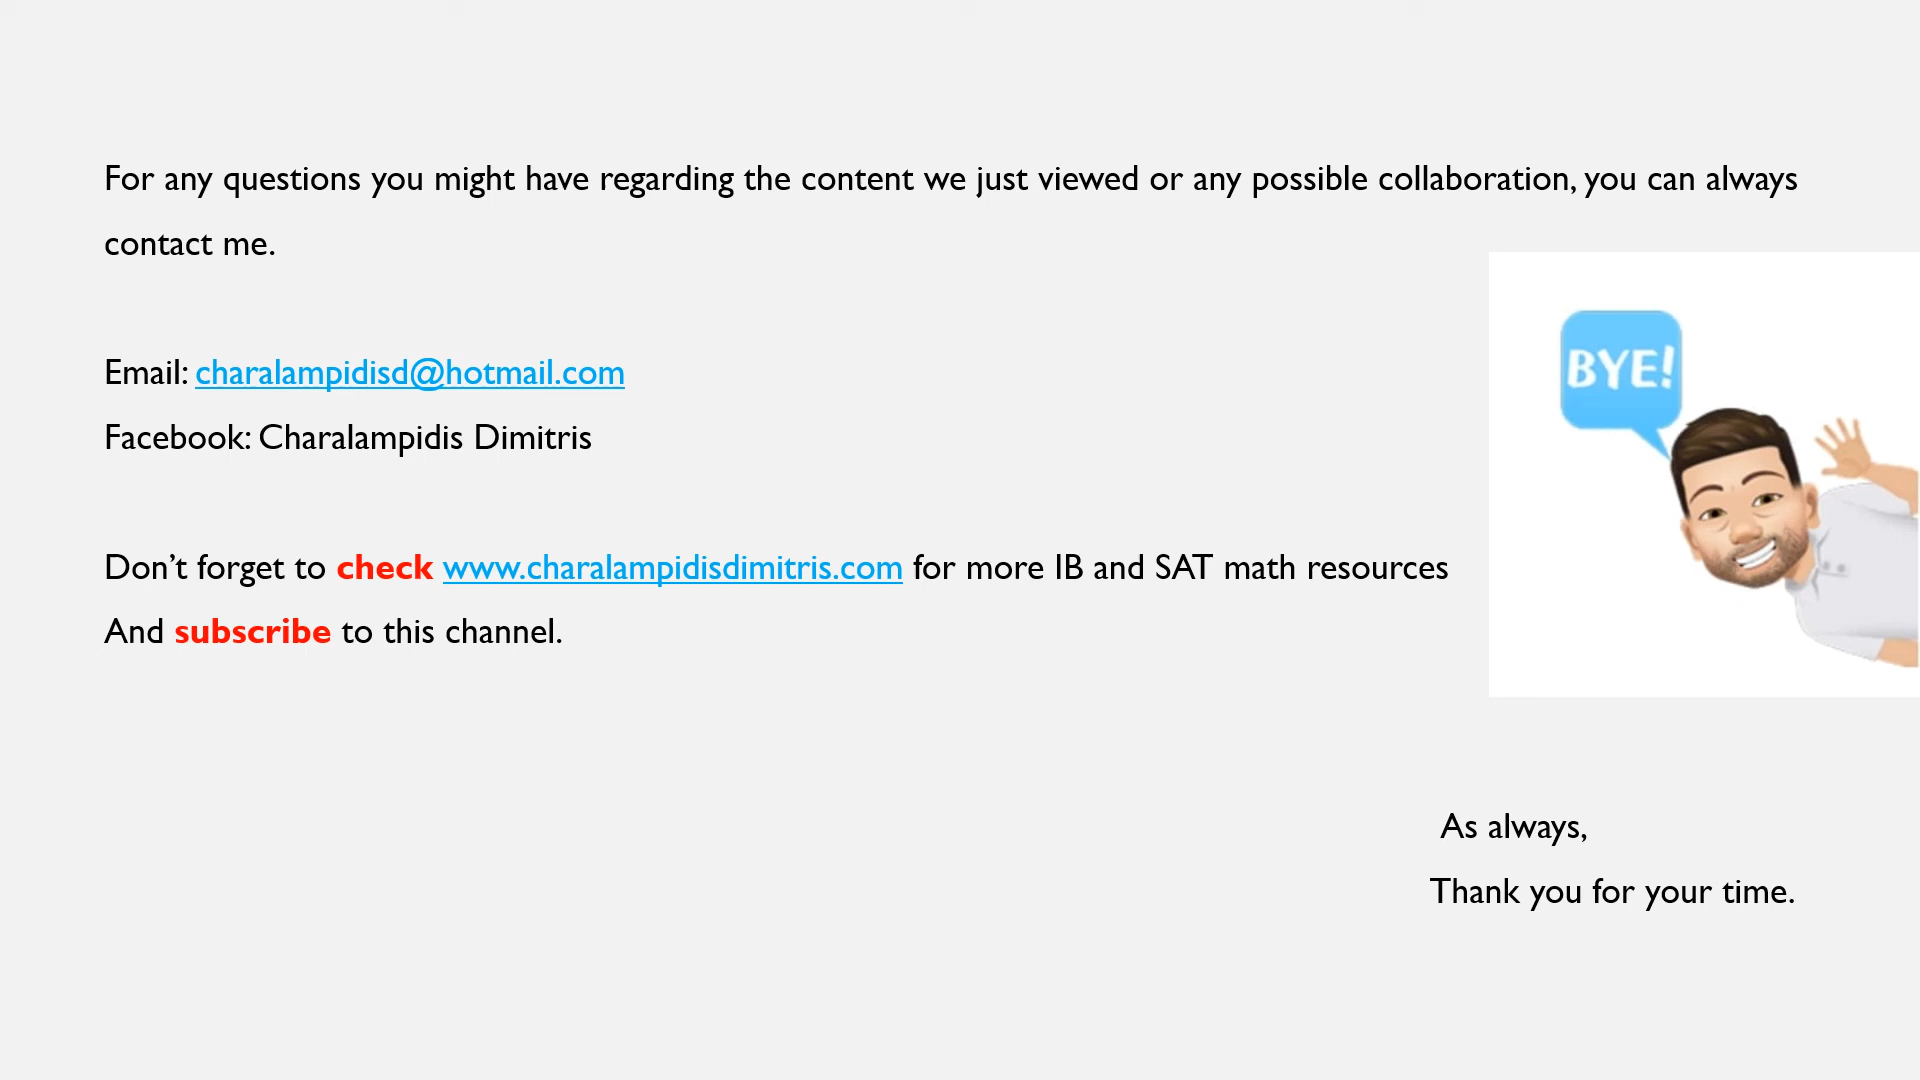 For any questions you might have regarding the content we just viewed or any possible collaboration, you can always
contact me.
Email: charalampidisd@hotmail.com
Facebook: Charalampidis Dimitris
BYE!
Don’t forget to check www.charalampidisdimitris.com for more IB and SAT math resources
And subscribe to this channel.
As always,
Thank you for your time.